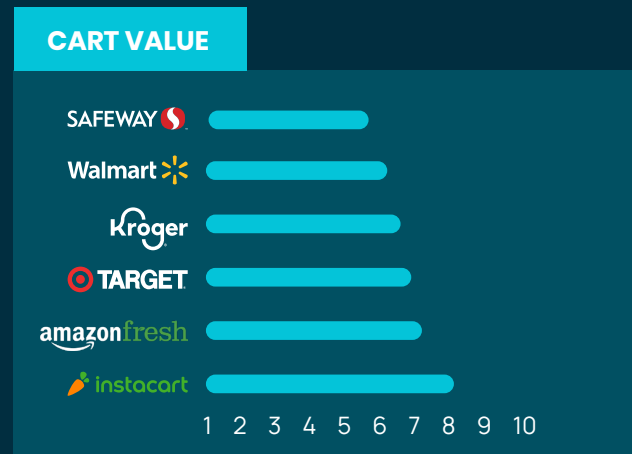 CART VALUE
SAFEWAY
Walmart
Kroger
TARGET
amazonfresh
instacart
1 2 3 4 5 6 7 8 9 10